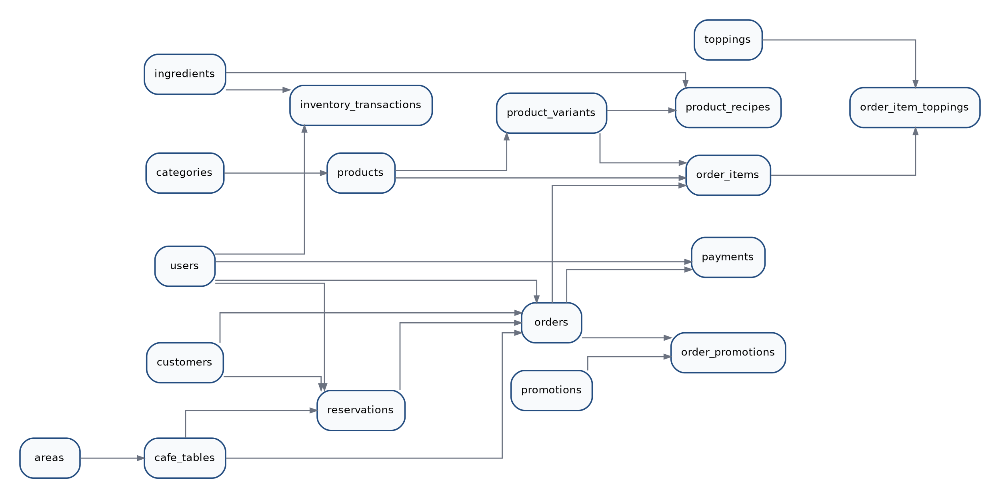 toppings
ingredients
inventory_transactions
product_variants
product_recipes
order_item_toppings
categories
products
order_items
users
payments
orders
customers
order_promotions
promotions
reservations
areas
cafe_tables